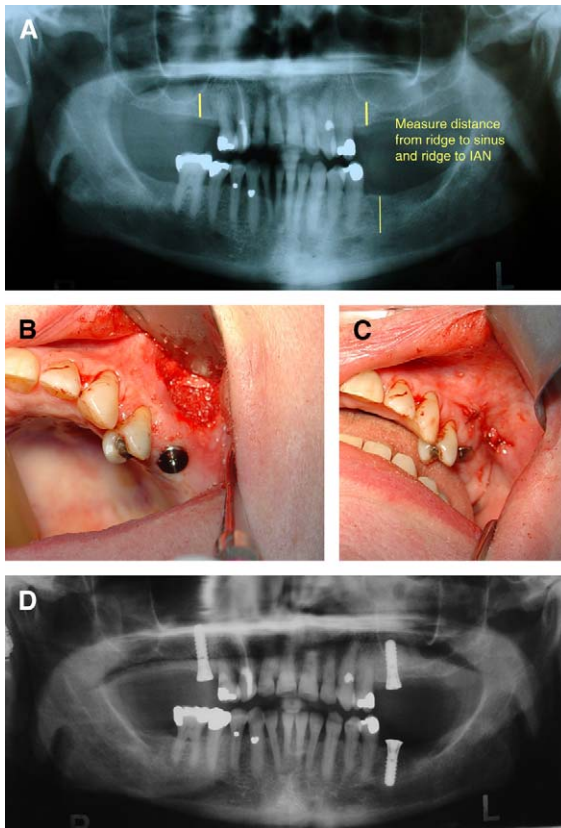 A
Measure distance
from ridge to sinus
and ridge to IAN
R
L
B
C
D
R
L